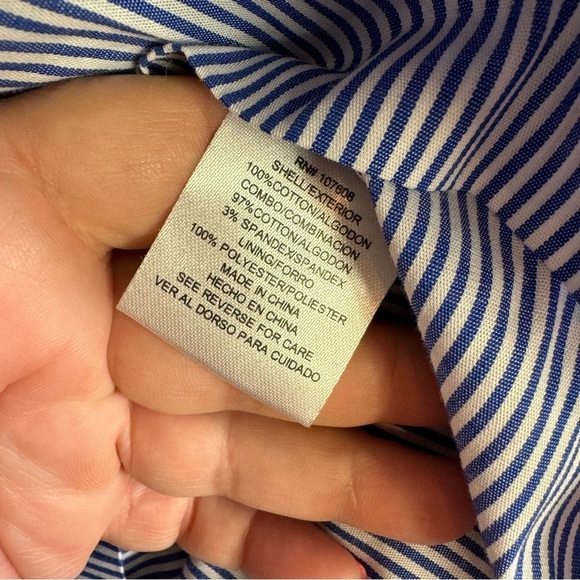 RN# 107608
SHELL/EXTERIOR
100%COTTON/ALGODON
COMBO/COMBINACION
97%COTTON/ALGODON
3% SPANDEX/SPANDEX
LINING/FORRO
100% POLYESTER/POLIESTER
MADE IN CHINA
HECHO EN CHINA
SEE REVERSE FOR CARE
VER AL DORSO PARA CUIDADO